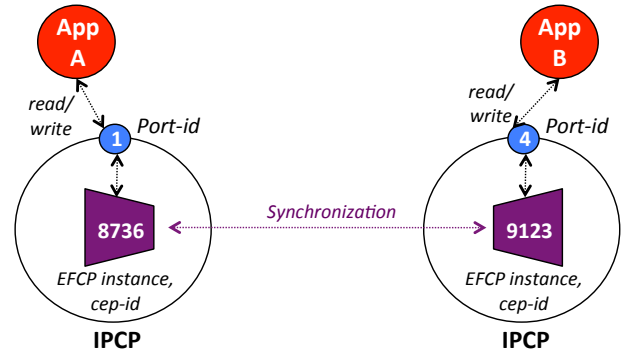 App
A
read/
write
1
Port-id
8736
EFCP instance,
cep-id
IPCP
Synchronization
App
B
read/
write
4
Port-id
9123
EFCP instance,
cep-id
IPCP